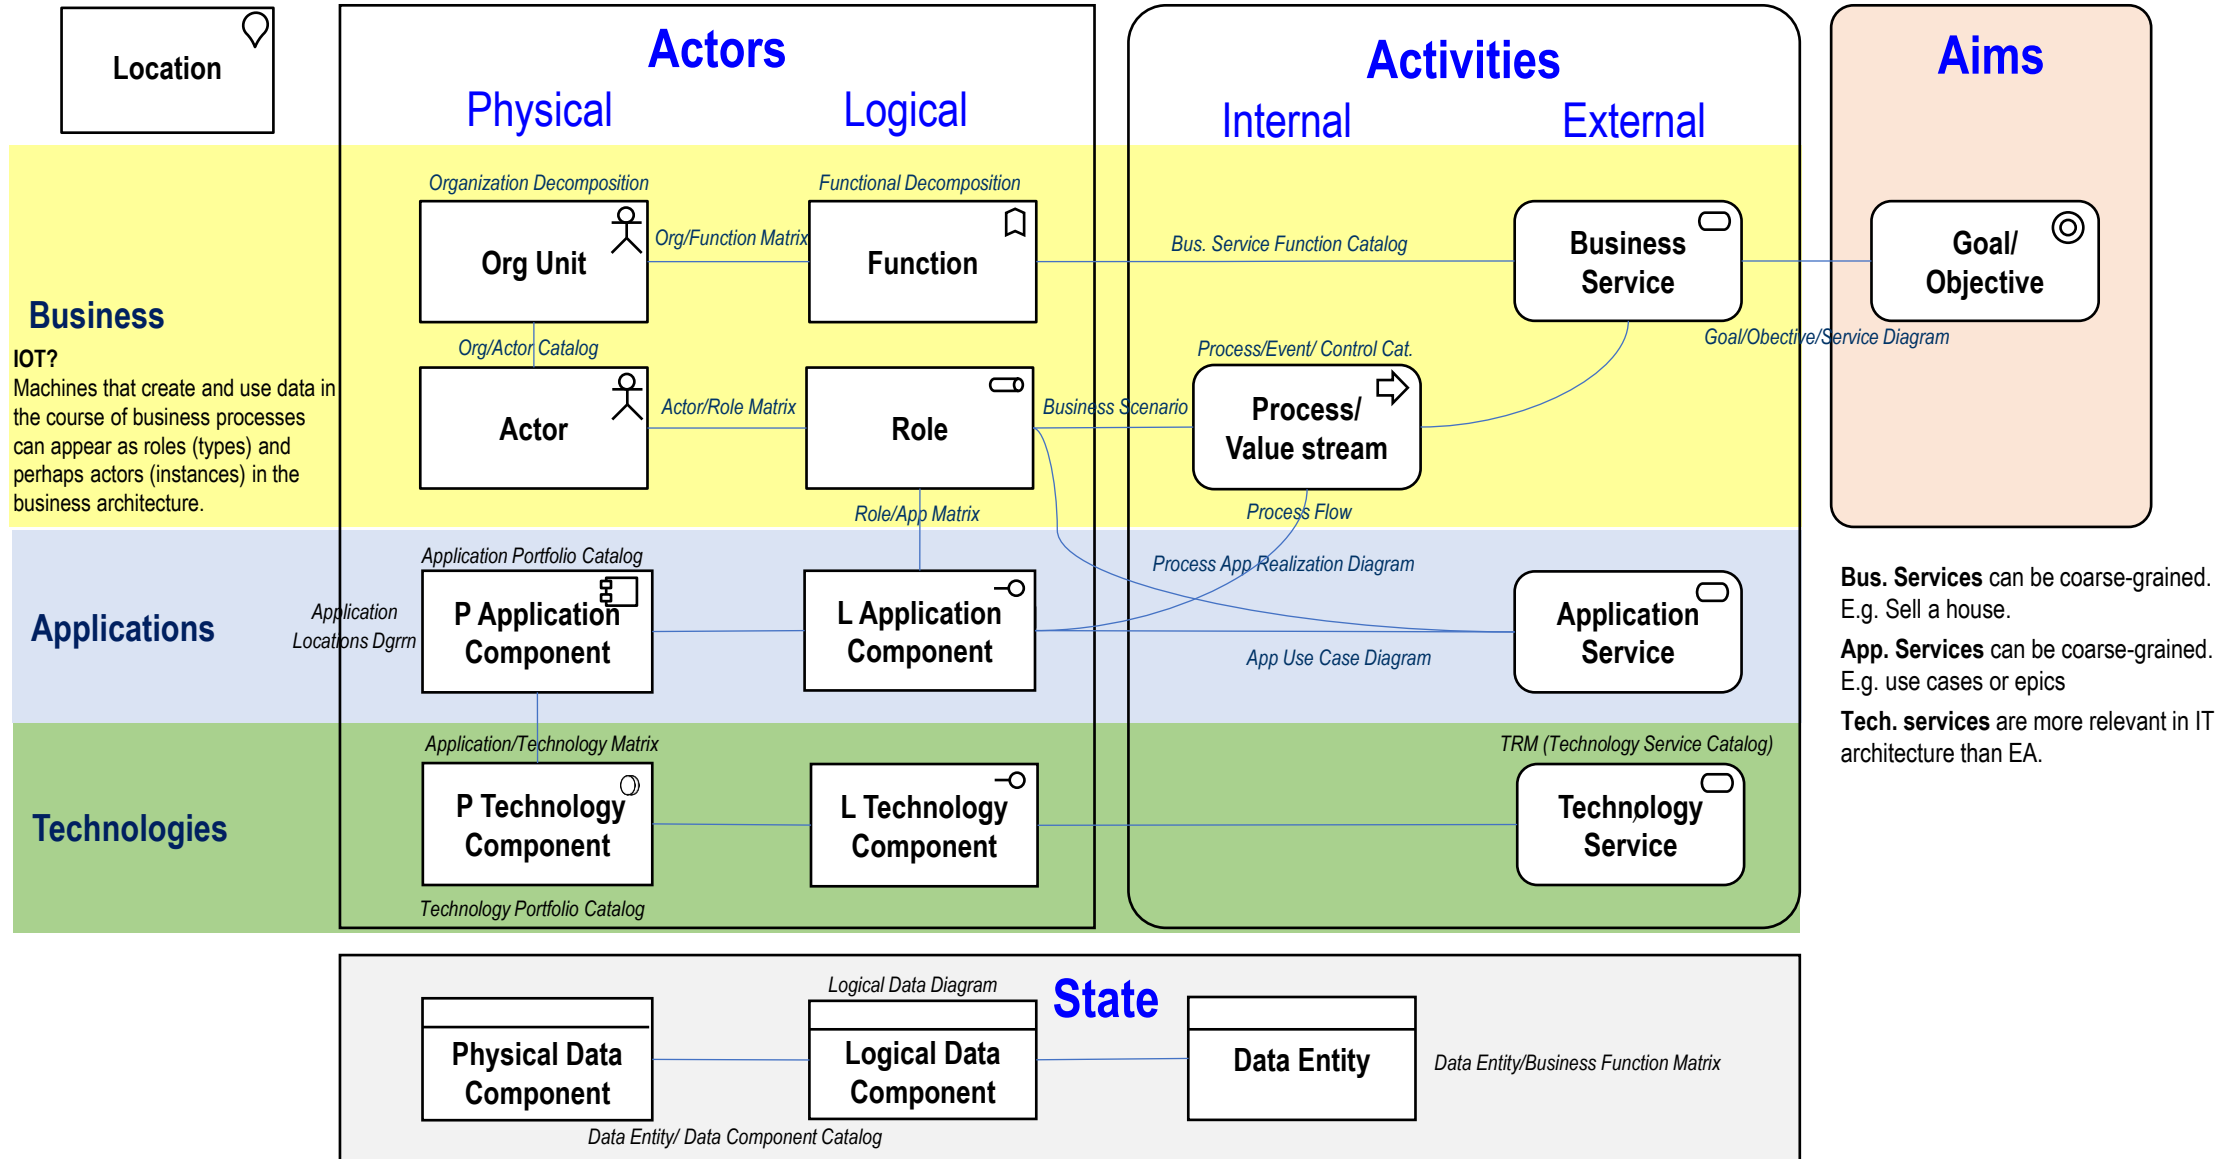 Location
Actors
Physical
Logical
Activities
Internal
External
Aims
Organization Decomposition
Functional Decomposition
Org Unit
Org/Function Matrix
Function
Bus. Service Function Catalog
Business
Service
Goal/
Objective
Business
Org/Actor Catalog
Process/Event/ Control Cat.
Goal/Obective/Service Diagram
IOT?
Machines that create and use data in
the course of business processes
can appear as roles (types) and
perhaps actors (instances) in the
business architecture.
Actor
Actor/Role Matrix
Role
Business Scenario
Process/
Value stream
Role/App Matrix
Process Flow
Applications
Application Portfolio Catalog
Process App Realization Diagram
Application
Locations Dgrm
P Application
Component
L Application
Component
App Use Case Diagram
Application
Service
Bus. Services can be coarse-grained.
E.g. Sell a house.
App. Services can be coarse-grained.
E.g. use cases or epics
Tech. services are more relevant in IT
architecture than EA.
Technologies
Application/Technology Matrix
TRM (Technology Service Catalog)
P Technology
Component
L Technology
Component
Technology
Service
Technology Portfolio Catalog
State
Logical Data Diagram
Physical Data
Component
Logical Data
Component
Data Entity
Data Entity/Business Function Matrix
Data Entity/ Data Component Catalog